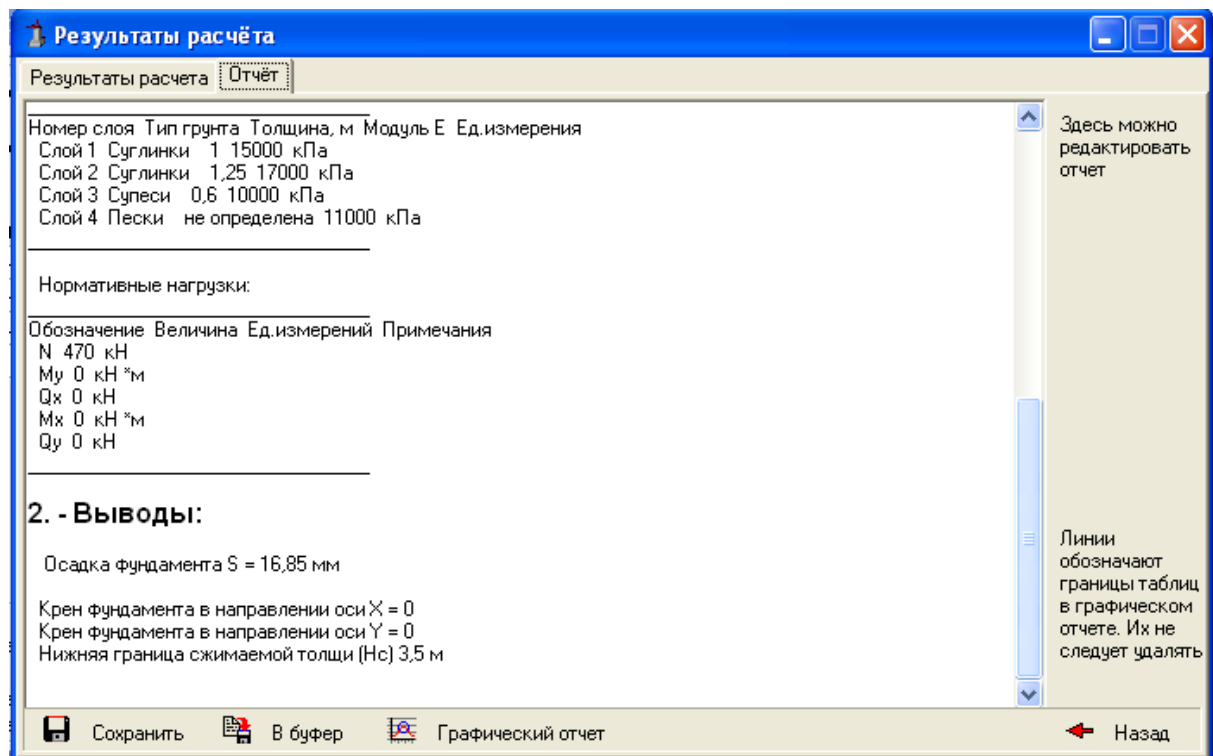 Результаты расчёта
Результаты расчета Отчёт
Номер слоя Тип грунта Толщина, м Модуль Е Ед.измерения
Слой 1 Суглинки 1 15000 кПа
Слой 2 Суглинки 1,25 17000 кПа
Слой 3 Супеси 0,6 10000 кПа
Слой 4 Пески не определена 11000 кПа
Нормативные нагрузки:
Обозначение Величина Ед.измерений Примечания
N 470 кН
Му 0 кН *м
Qх 0 кН
Мх 0 кН *м
Qу 0 кН
2. - Выводы:
Осадка фундамента S = 16,85 мм
Крен фундамента в направлении оси X = 0
Крен фундамента в направлении оси Y = 0
Нижняя граница сжимаемой толщи (Нс) 3,5 м
Здесь можно
редактировать
отчет
Линии
обозначают
границы таблиц
в графическом
отчете. Их не
следует удалять
Сохранить В буфер Графический отчет Назад